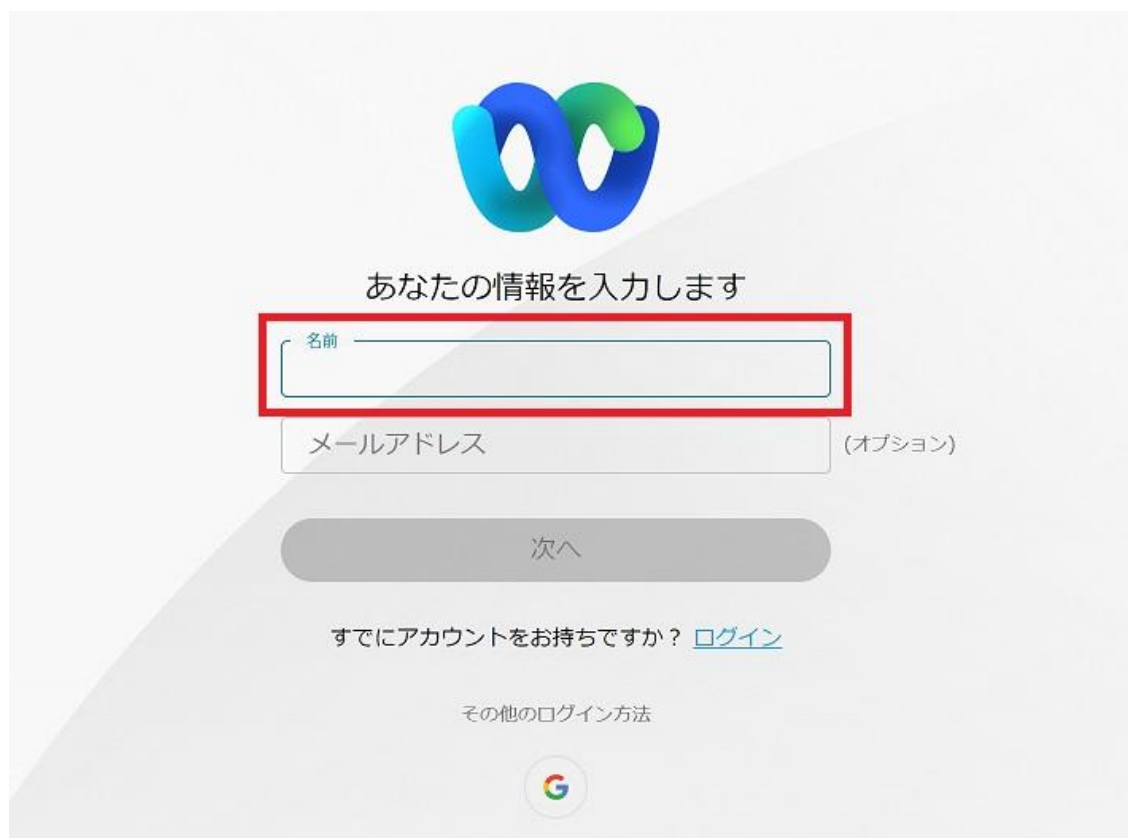 あなたの情報を入力します
名前
メールアドレス
(オプション)
次へ
すでにアカウントをお持ちですか？ ログイン
その他のログイン方法